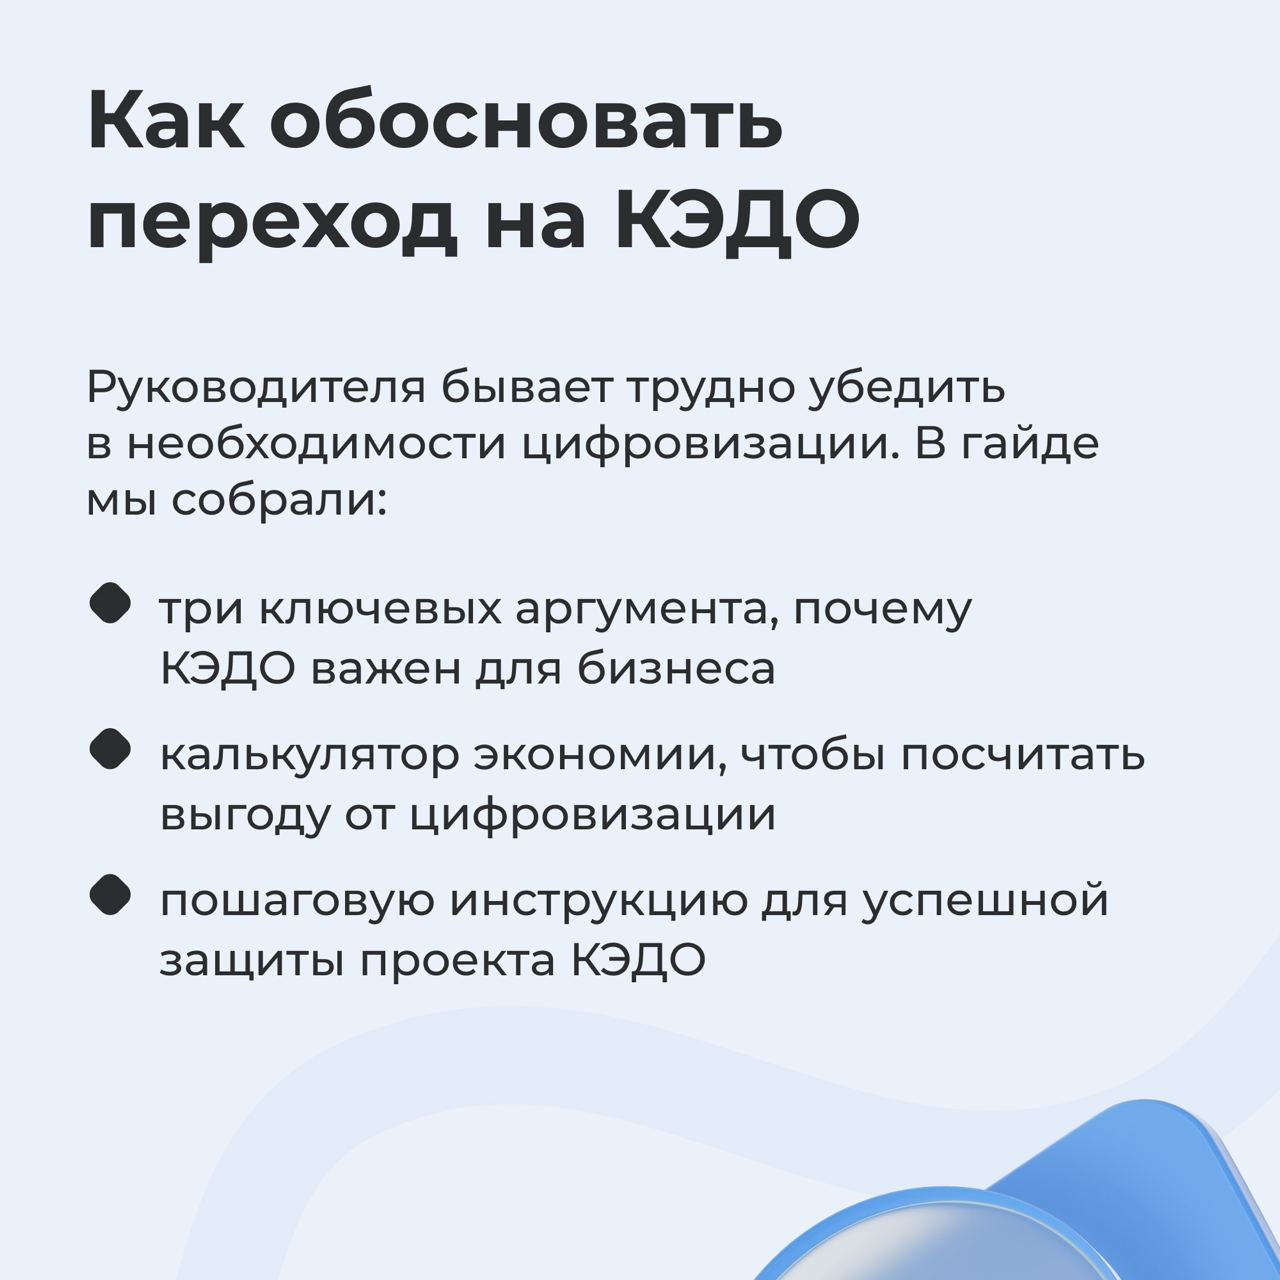 Как обосновать
переход на КЭДО
Руководителя бывает трудно убедить
в необходимости цифровизации. В гайде
мы собрали:
три ключевых аргумента, почему
КЭДО важен для бизнеса
калькулятор экономии, чтобы посчитать
выгоду от цифровизации
пошаговую инструкцию для успешной
защиты проекта КЭДО